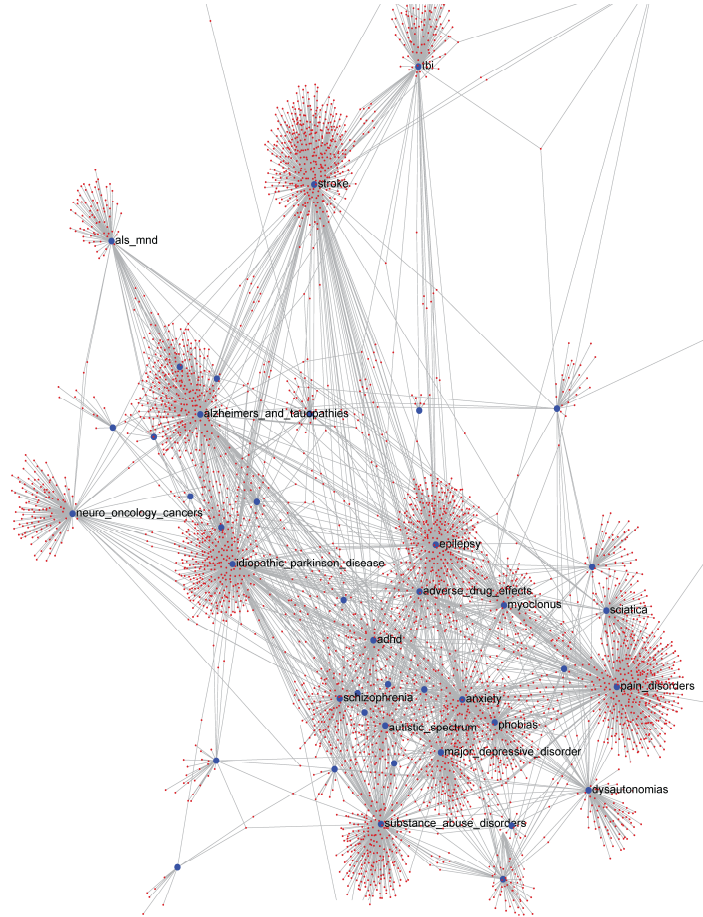 tbi
stroke
als_mnd
alzheimers_and_tauopathies
neuro_oncology_cancers
epilepsy
idiopathic_parkinson_disease
adverse_drug_effects
myoclonus
sciatica
adhd
pain_disorders
schizophrenia
anxiety
phobias
autistic_spectrum
major_depressive_disorder
dysautonomias
substance_abuse_disorders